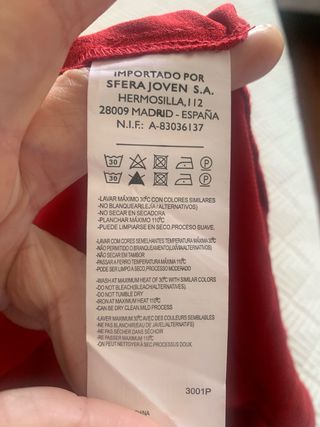 IMPORTADO POR
SFERA JOVEN S.A.
HERMOSILLA, 112
28009 MADRID - ESPAÑA
N.I.F.: A-83036137
30 P
30 P
-LAVAR MÁXIMO 30ºC CON COLORES SIMILARES
-NO BLANQUEAR(LEJÍA/ALTERNATIVOS)
-NO SECAR EN SECADORA
-PLANCHAR MÁXIMO 110ºC
-PUEDE LIMPIARSE EN SECO PROCESO SUAVE.
-LAVAR COM CORES SEMELHANTES TEMPERATURA MÁXIMA 30ºC
-NÃO PERMITIDO O BRANQUEAMENTO(LIXIVIA/ALTERNATIVOS)
-NÃO SECAR EM TAMBOR
-PASSAR A FERRO TEMPERATURA MÁXIMA 110ºC
-PODE SER LIMPO A SECO, PROCESSO MODERADO
-WASH AT MAXIMUM HEAT OF 30ºC WITH SIMILAR COLORS
-DO NOT BLEACH(BLEACH/ALTERNATIVE)
-DO NOT TUMBLE DRY
-IRON AT MAXIMUM HEAT OF 110ºC
-CAN BE DRY CLEAN.MILD PROCESS
-LAVER MAXIMUM 30ºC AVEC DES COULEURS SEMBLABLES
-NE PAS BLANCHIR(EAU DE JAVEL/ALTERNATIFS)
-NE PAS SÉCHER DANS SÉCHOIR
-NE PAS REPASSER MAXIMUM 110ºC
-ON PEUT NETTOYER À SEC.PROCESSUS DOUX.
3001P